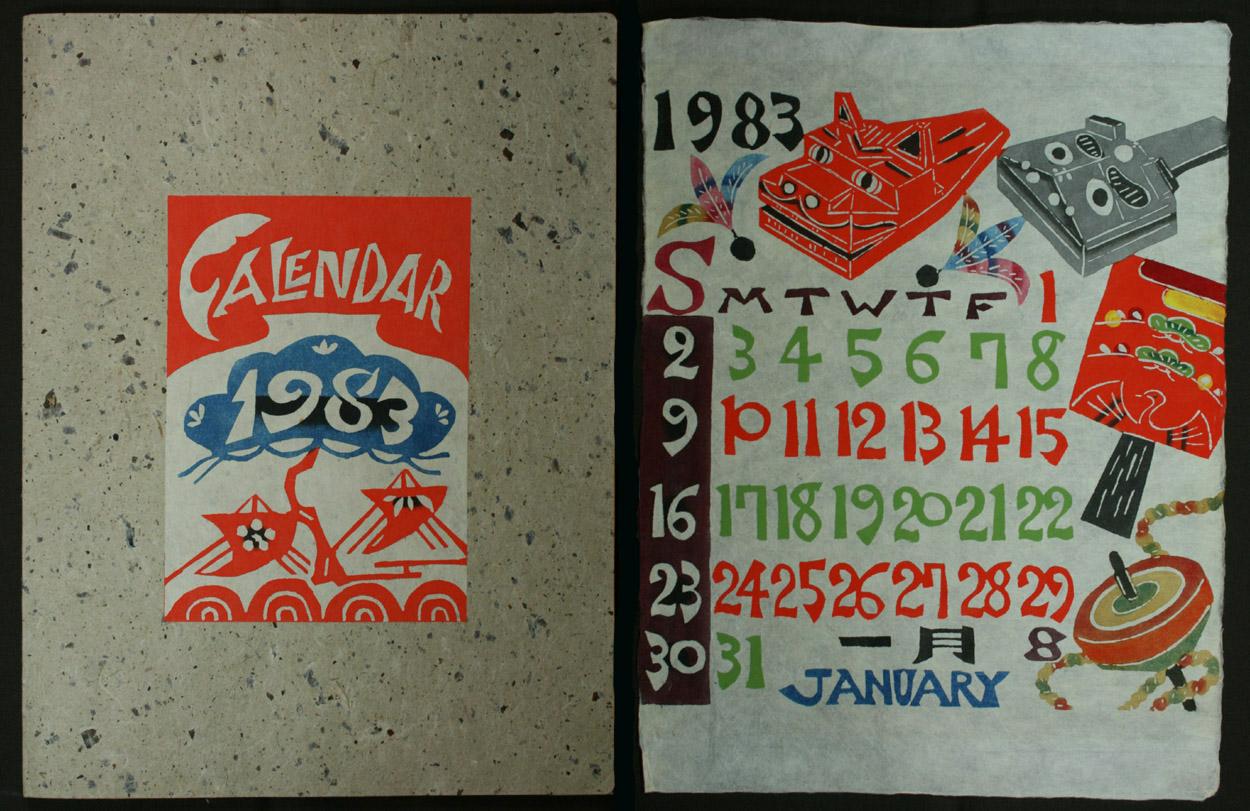 CALENDAR
1983
1983
S M T W T F 1
2 3 4 5 6 7 8
9 10 11 12 13 14 15
16 17 18 19 20 21 22
23 24 25 26 27 28 29
30 31 一月 8
JANUARY